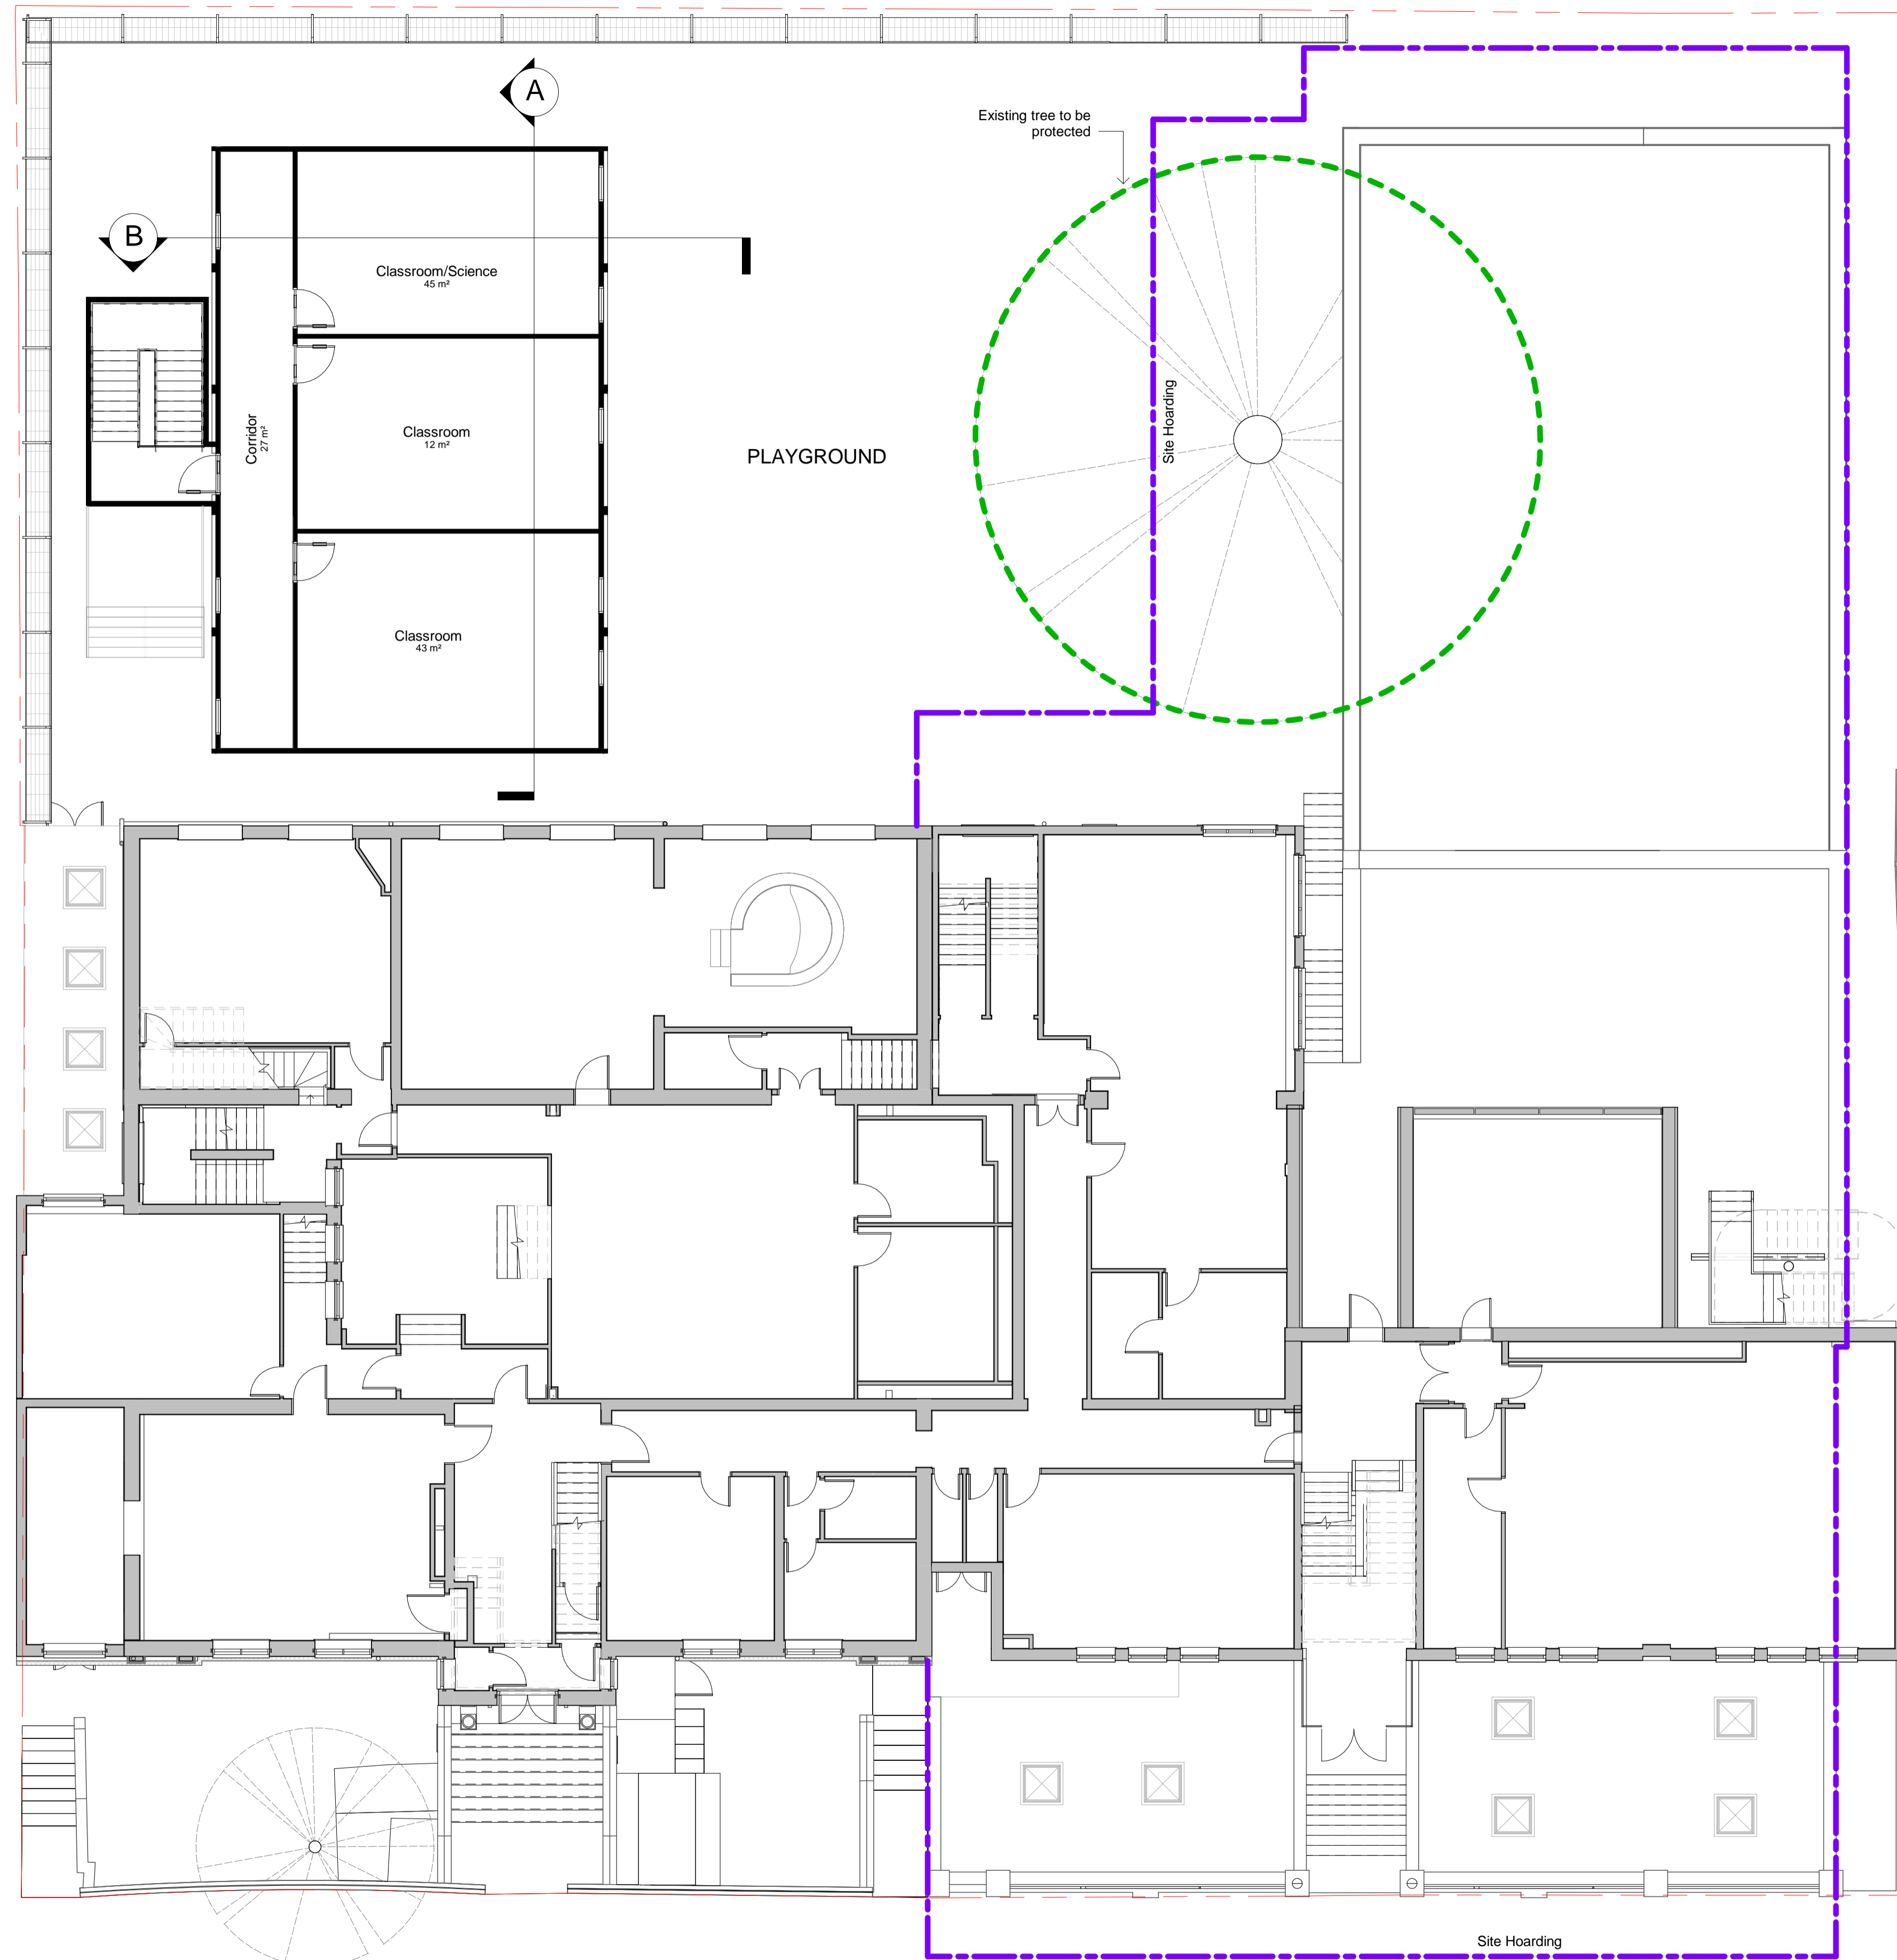 A
Existing tree to be
protected
B
Classroom/Science
45 m²
Site Hoarding
Corridor
27 m²
Classroom
12 m²
PLAYGROUND
Classroom
43 m²
Site Hoarding